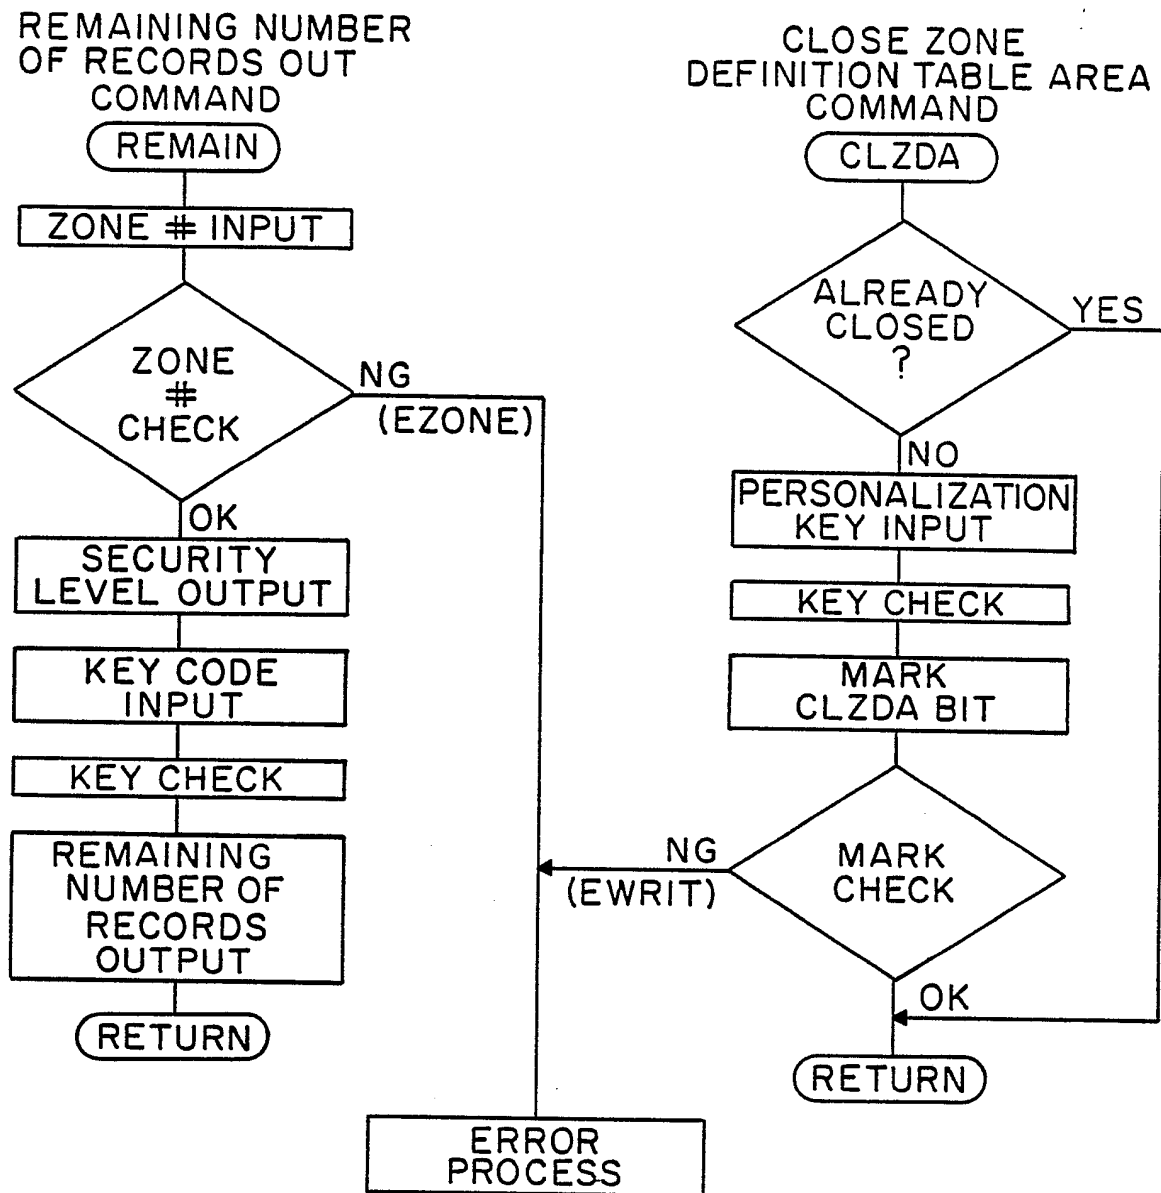 REMAINING NUMBER
OF RECORDS OUT
COMMAND
REMAIN
ZONE # INPUT
ZONE
#
CHECK
NG
(EZONE)
OK
SECURITY
LEVEL OUTPUT
KEY CODE
INPUT
KEY CHECK
REMAINING
NUMBER OF
RECORDS
OUTPUT
RETURN
CLOSE ZONE
DEFINITION TABLE AREA
COMMAND
CLZDA
ALREADY
CLOSED
?
YES
NO
PERSONALIZATION
KEY INPUT
KEY CHECK
MARK
CLZDA BIT
MARK
CHECK
NG
(EWRIT)
OK
RETURN
ERROR
PROCESS